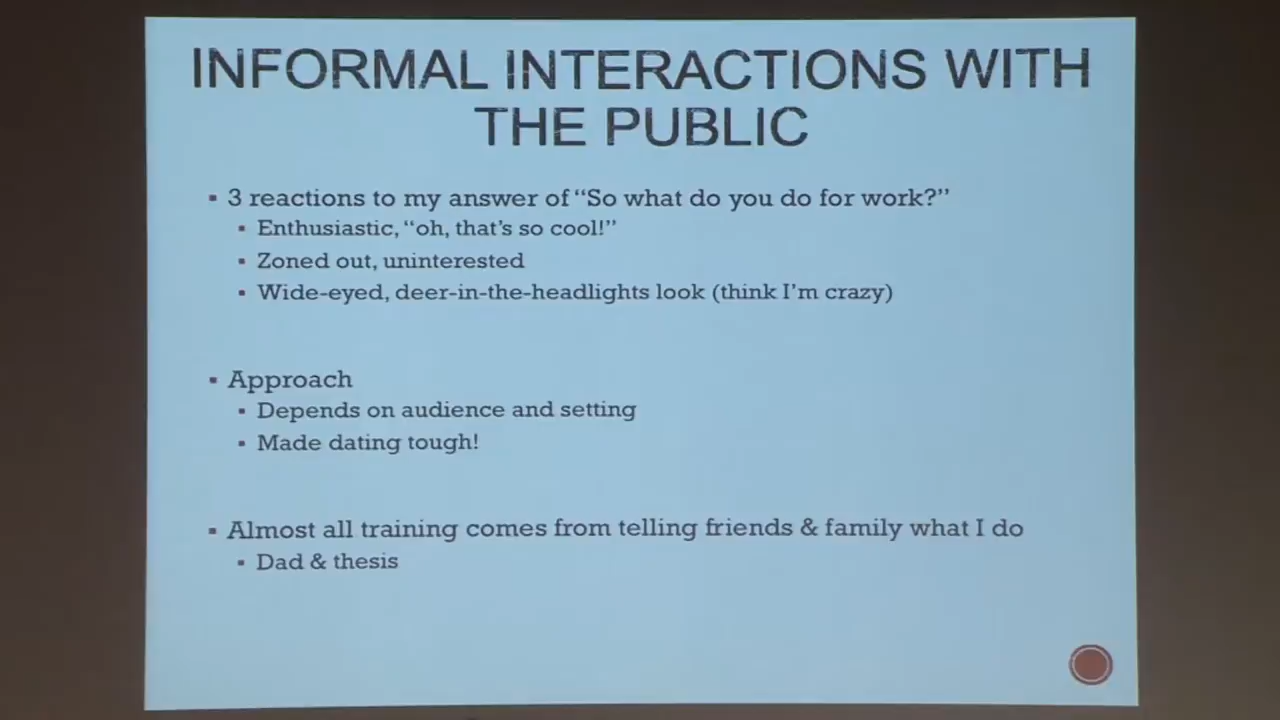 INFORMAL INTERACTIONS WITH
THE PUBLIC
▪ 3 reactions to my answer of “So what do you do for work?”
▪ Enthusiastic, “oh, that’s so cool!”
▪ Zoned out, uninterested
▪ Wide-eyed, deer-in-the-headlights look (think I’m crazy)
▪ Approach
▪ Depends on audience and setting
▪ Made dating tough!
▪ Almost all training comes from telling friends & family what I do
▪ Dad & thesis